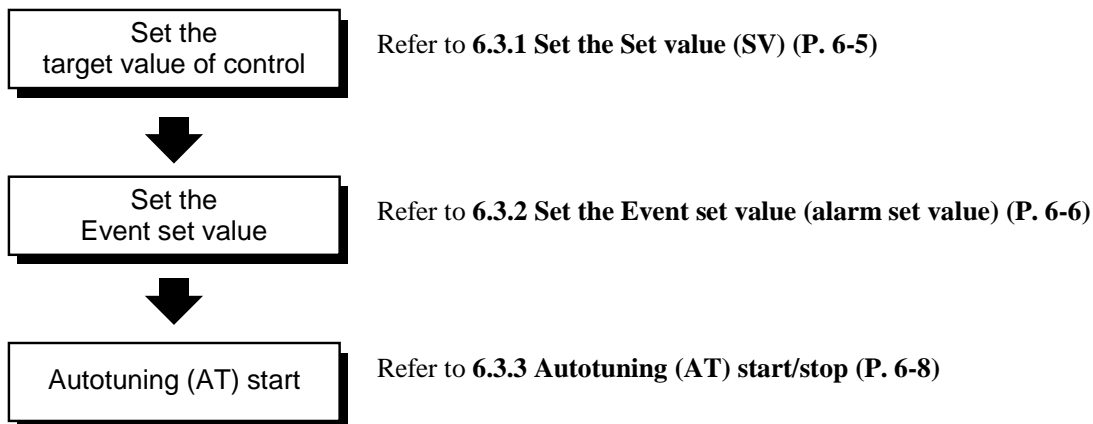 Set the
target value of control
Refer to 6.3.1 Set the Set value (SV) (P. 6-5)
Set the
Event set value
Refer to 6.3.2 Set the Event set value (alarm set value) (P. 6-6)
Autotuning (AT) start
Refer to 6.3.3 Autotuning (AT) start/stop (P. 6-8)